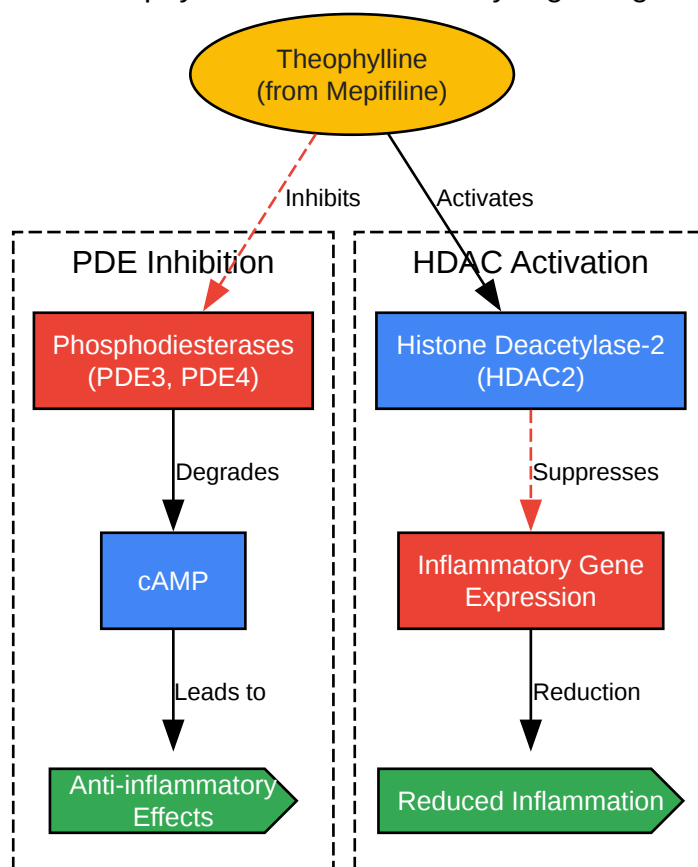 Theophylline
(from Mepifiline)
Inhibits
Activates
PDE Inhibition
Phosphodiesterases
(PDE3, PDE4)
Degrades
cAMP
Leads to
Anti-inflammatory
Effects
HDAC Activation
Histone Deacetylase-2
(HDAC2)
Suppresses
Inflammatory Gene
Expression
Reduction
Reduced Inflammation